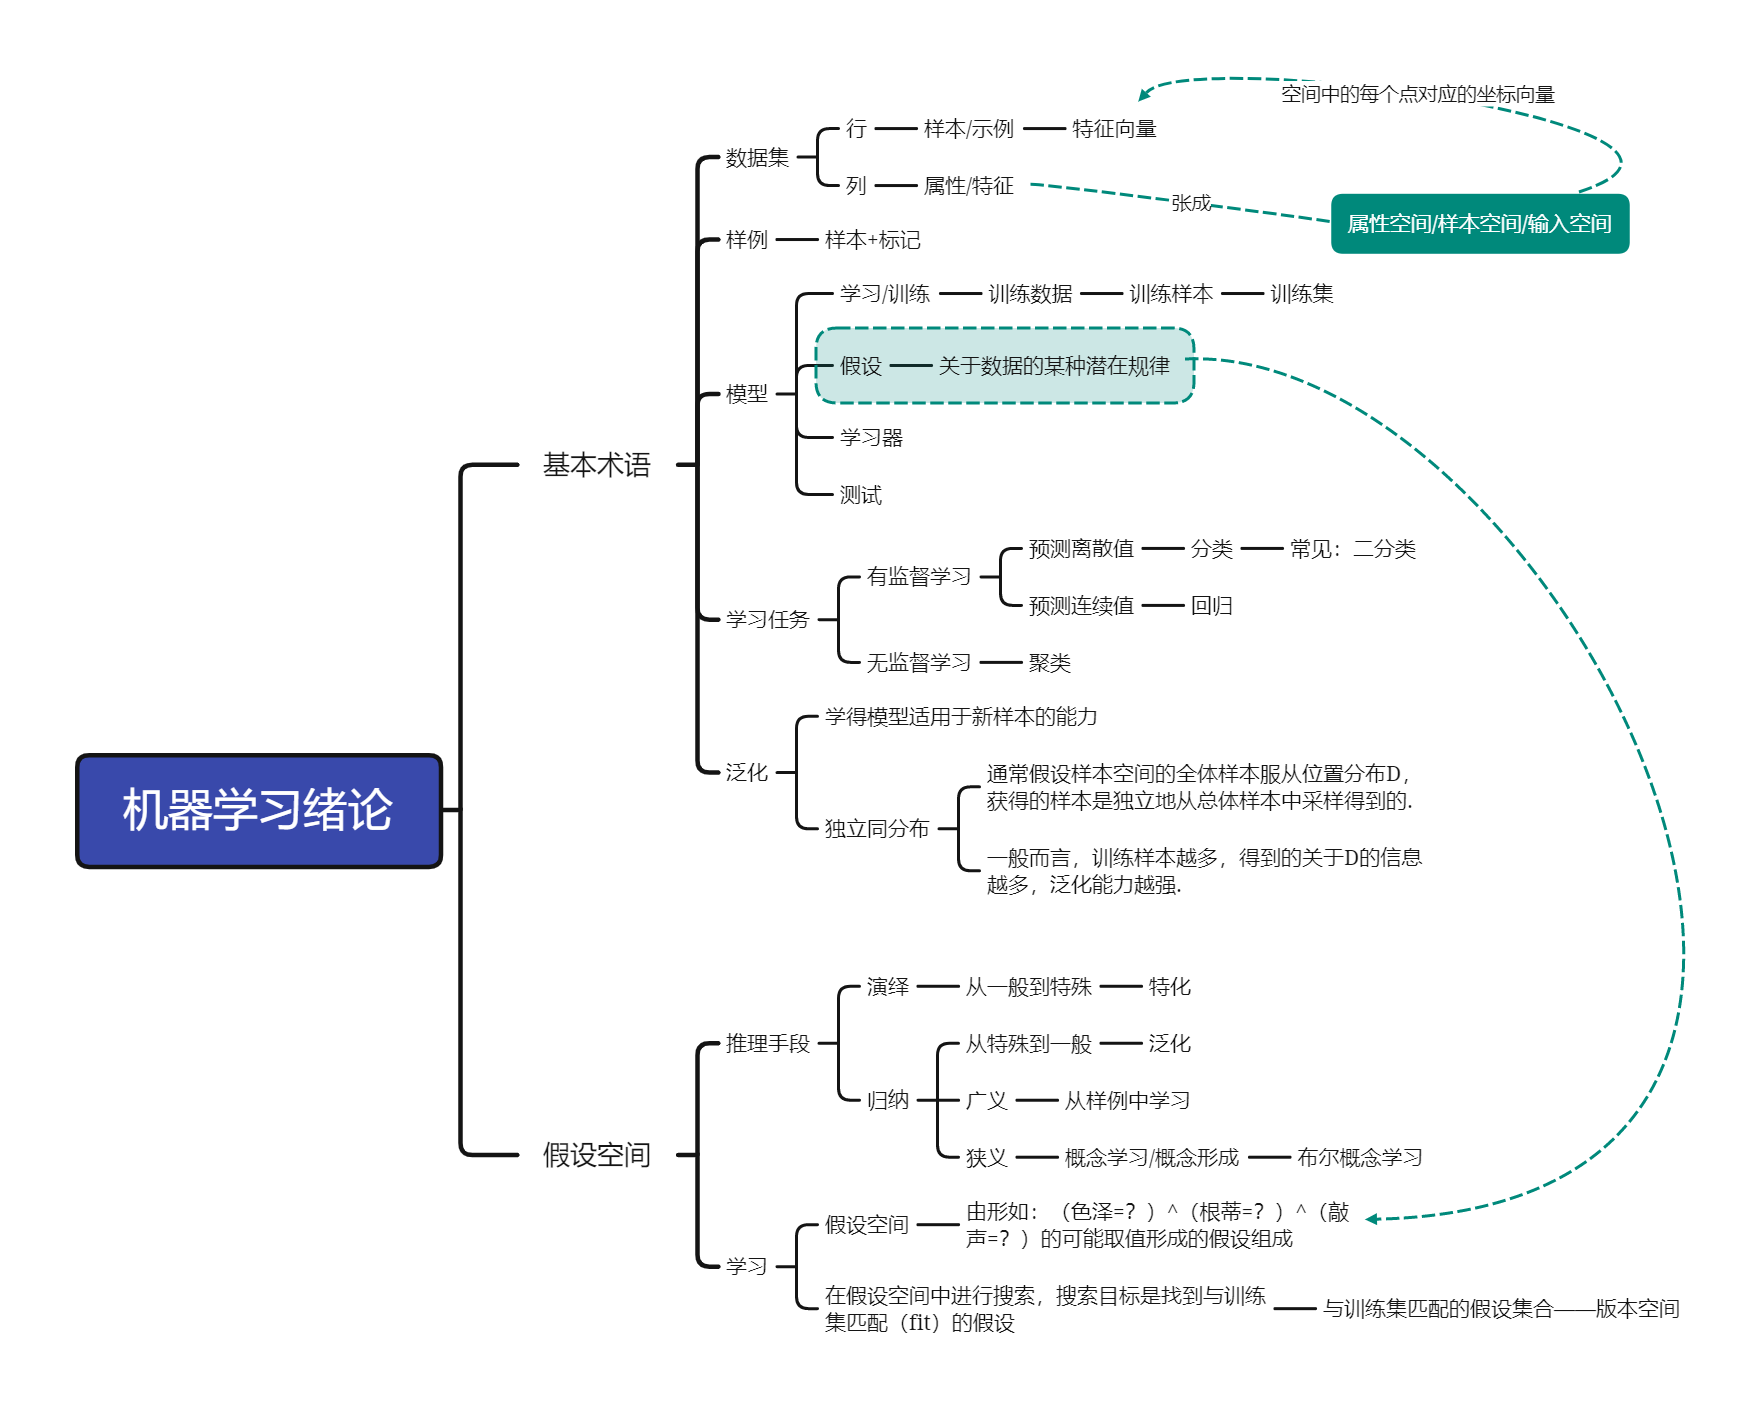 空间中的每个点对应的坐标向量
行
样本/示例
特征向量
数据集
列
属性/特征
张成
属性空间/样本空间/输入空间
样例
样本+标记
学习/训练
训练数据
训练样本
训练集
假设
关于数据的某种潜在规律
模型
学习器
基本术语
测试
预测离散值
分类
常见：二分类
有监督学习
预测连续值
回归
学习任务
无监督学习
聚类
学得模型适用于新样本的能力
泛化
通常假设样本空间的全体样本服从位置分布D，
获得的样本是独立地从总体样本中采样得到的.
独立同分布
一般而言，训练样本越多，得到的关于D的信息
越多，泛化能力越强.
机器学习绪论
演绎
从一般到特殊
特化
推理手段
从特殊到一般
泛化
归纳
广义
从样例中学习
狭义
概念学习/概念形成
布尔概念学习
假设空间
假设空间
由形如：（色泽=？）^（根蒂=？）^（敲
声=？）的可能取值形成的假设组成
学习
在假设空间中进行搜索，搜索目标是找到与训练
集匹配（fit）的假设
与训练集匹配的假设集合——版本空间